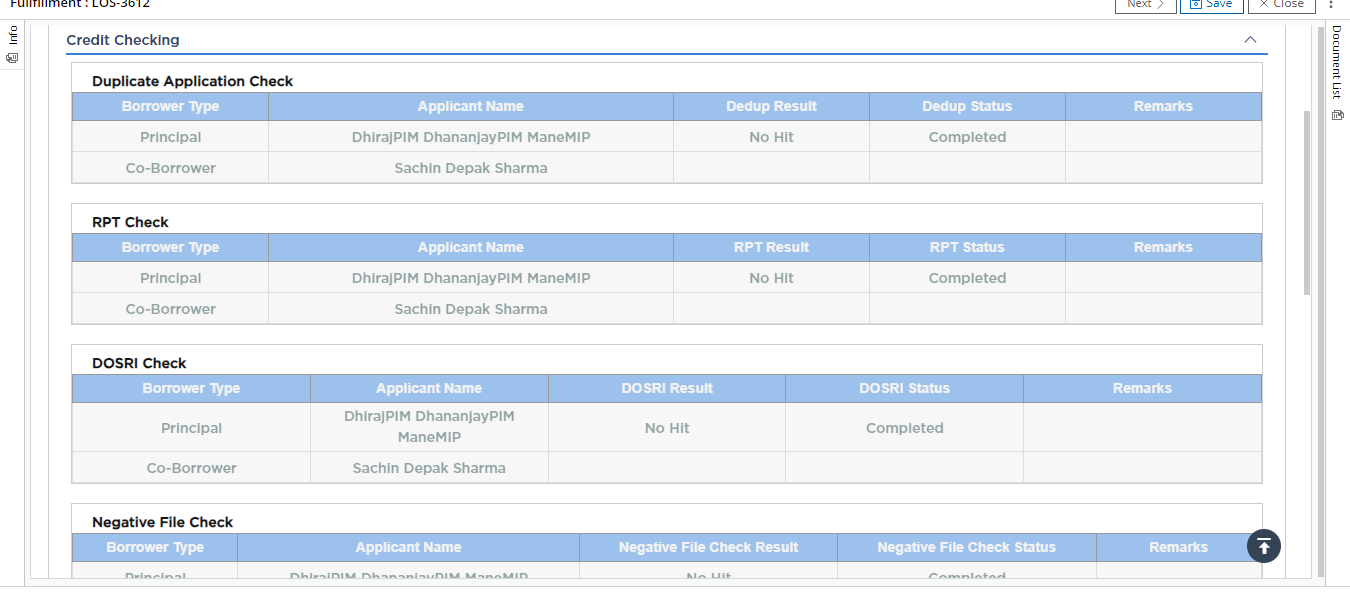 Fullfillment : LOS-3612
Next Save Close
Info
Document List
Credit Checking
Duplicate Application Check
Borrower Type Applicant Name Dedup Result Dedup Status Remarks
Principal DhirajPIM DhananjayPIM ManeMIP No Hit Completed
Co-Borrower Sachin Depak Sharma
RPT Check
Borrower Type Applicant Name RPT Result RPT Status Remarks
Principal DhirajPIM DhananjayPIM ManeMIP No Hit Completed
Co-Borrower Sachin Depak Sharma
DOSRI Check
Borrower Type Applicant Name DOSRI Result DOSRI Status Remarks
Principal DhirajPIM DhananjayPIM No Hit Completed
ManeMIP
Co-Borrower Sachin Depak Sharma
Negative File Check
Borrower Type Applicant Name Negative File Check Result Negative File Check Status Remarks
Principal DhirajPIM DhananjayPIM ManeMIP No Hit Completed